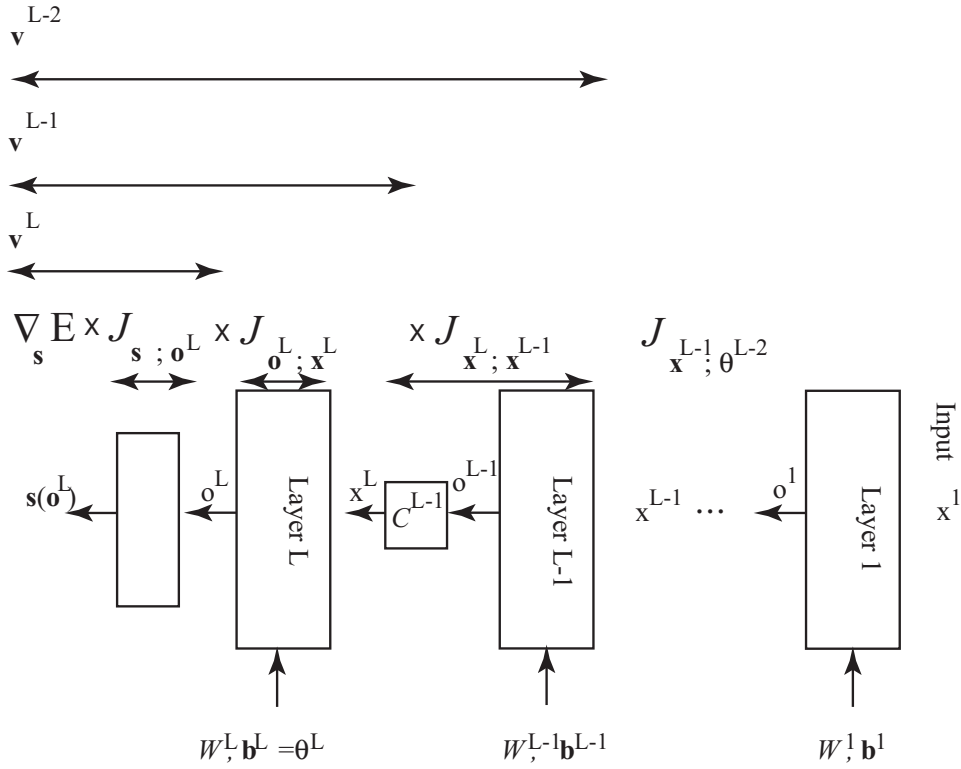 v^L-2
v^L-1
v^L
∇_s E × J_s ; o^L × J_o^L ; x^L × J_x^L ; x^L-1 J_x^L-1 ; θ^L-2
s(o^L) o^L Layer L x^L C^L-1 o^L-1 Layer L-1 x^L-1 ... o^1 Layer 1 x^1 Input
W^L, b^L =θ^L W^L-1, b^L-1 W^1, b^1